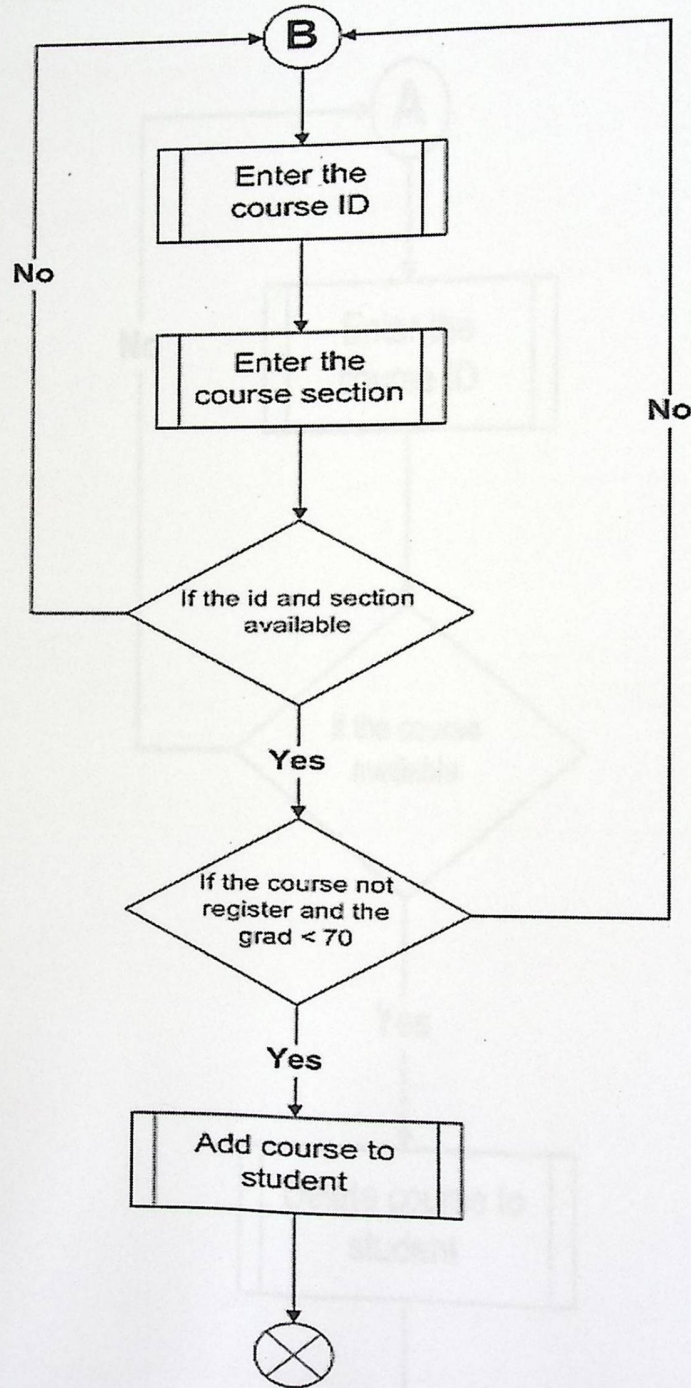 B
Enter the
course ID
No
Enter the
course section
No
If the id and section
available
Yes
If the course not
register and the
grad < 70
Yes
Add course to
student